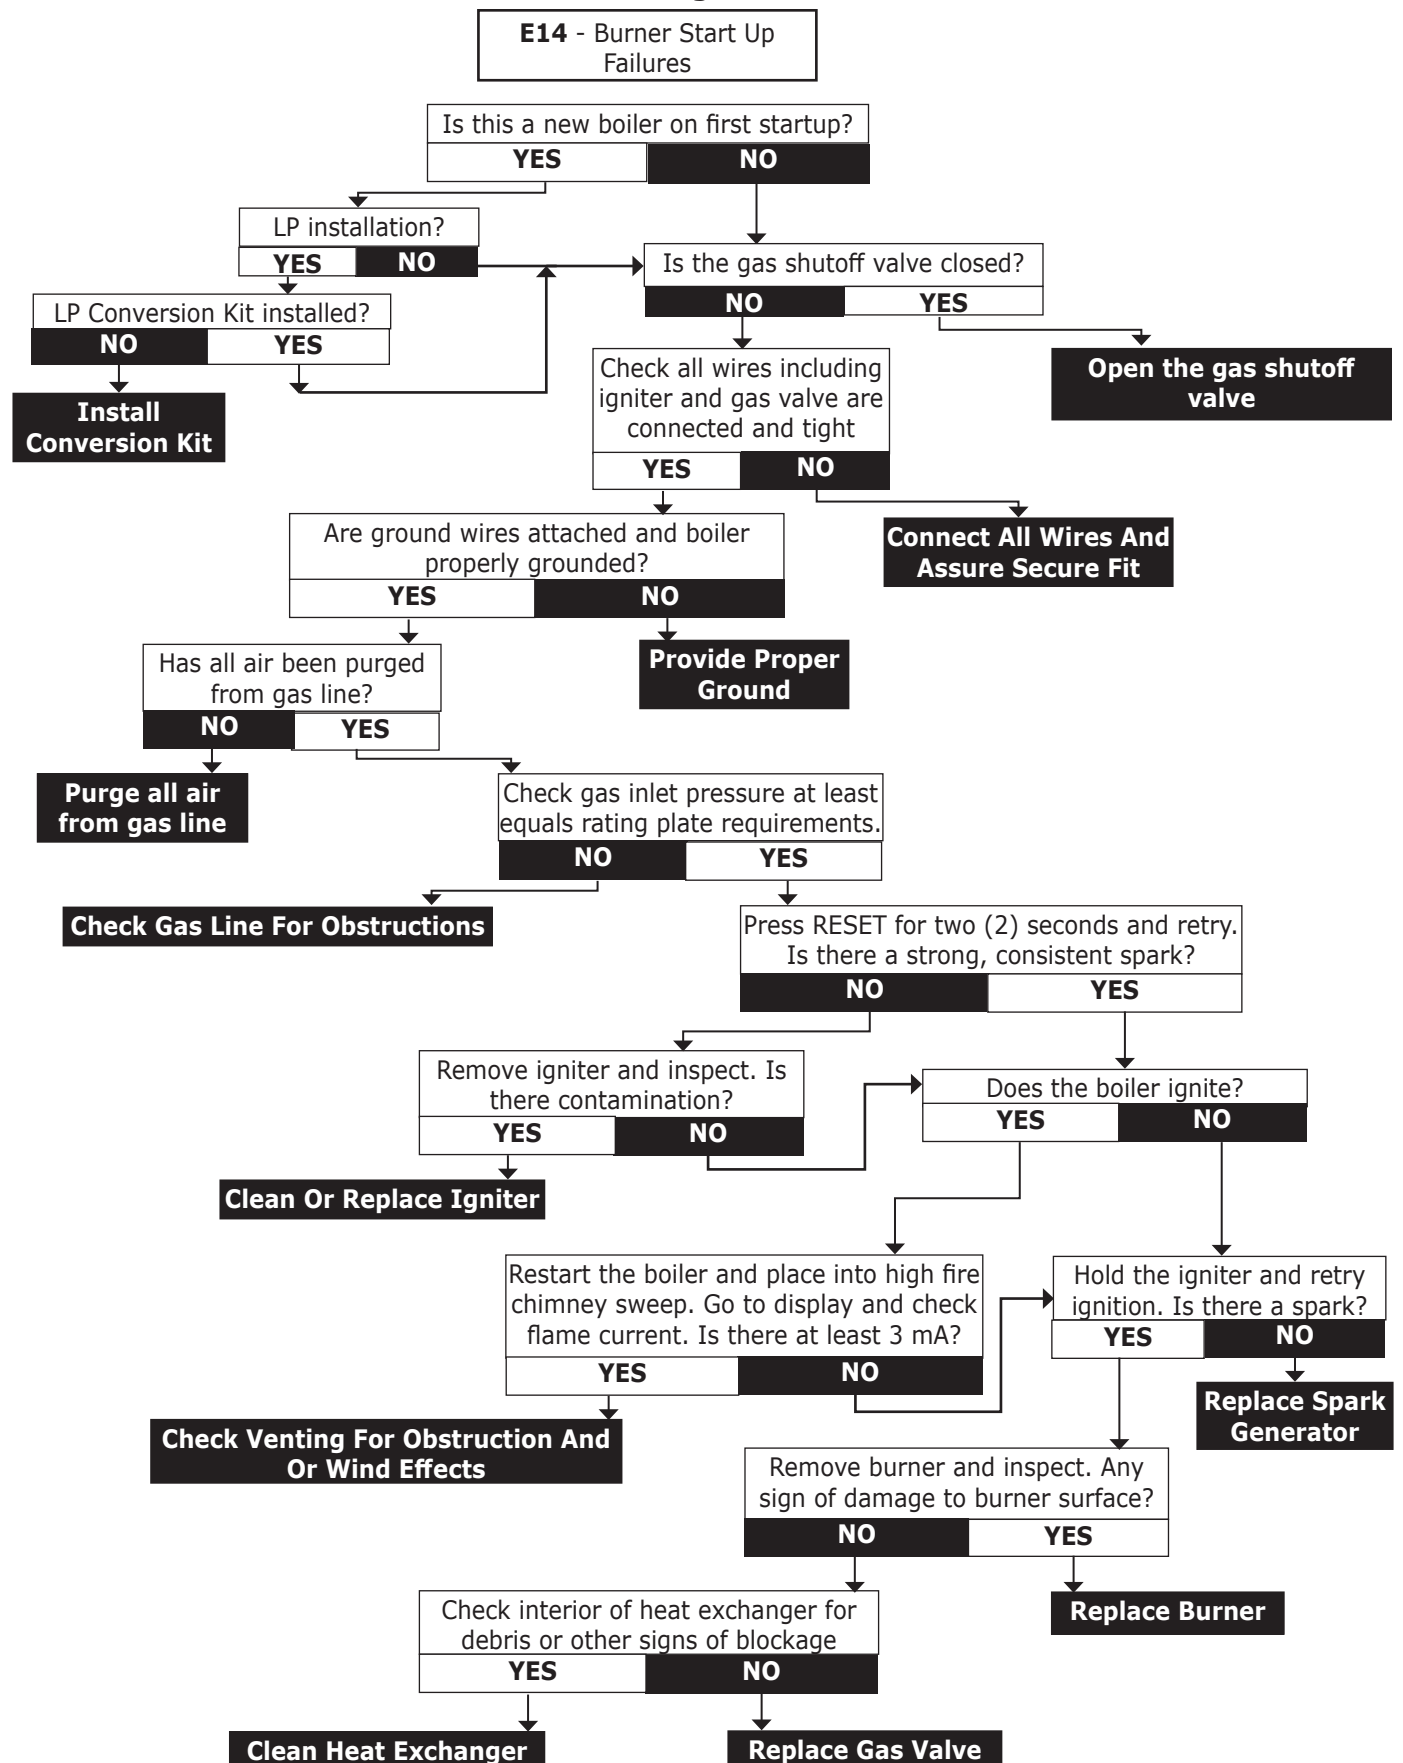 E14 - Burner Start Up
Failures
Is this a new boiler on first startup?
YES
NO
LP installation?
YES
NO
Is the gas shutoff valve closed?
NO
YES
LP Conversion Kit installed?
NO
YES
Open the gas shutoff
valve
Install
Conversion Kit
Check all wires including
igniter and gas valve are
connected and tight
YES
NO
Connect All Wires And
Assure Secure Fit
Are ground wires attached and boiler
properly grounded?
YES
NO
Provide Proper
Ground
Has all air been purged
from gas line?
NO
YES
Purge all air
from gas line
Check gas inlet pressure at least
equals rating plate requirements.
NO
YES
Check Gas Line For Obstructions
Press RESET for two (2) seconds and retry.
Is there a strong, consistent spark?
NO
YES
Remove igniter and inspect. Is
there contamination?
YES
NO
Does the boiler ignite?
YES
NO
Clean Or Replace Igniter
Restart the boiler and place into high fire
chimney sweep. Go to display and check
flame current. Is there at least 3 mA?
YES
NO
Hold the igniter and retry
ignition. Is there a spark?
YES
NO
Replace Spark
Generator
Check Venting For Obstruction And
Or Wind Effects
Remove burner and inspect. Any
sign of damage to burner surface?
NO
YES
Replace Burner
Check interior of heat exchanger for
debris or other signs of blockage
YES
NO
Clean Heat Exchanger
Replace Gas Valve